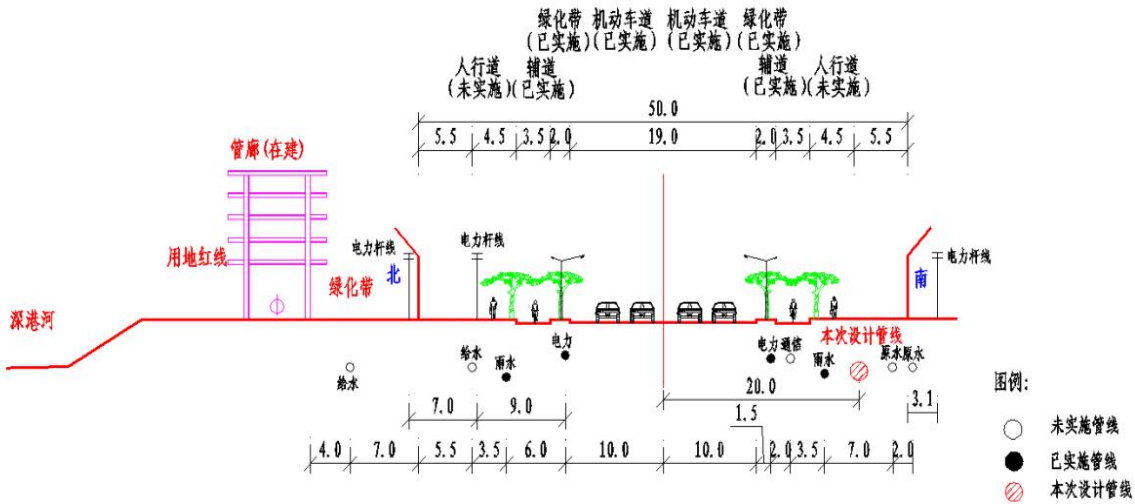 绿化带 机动车道 机动车道 绿化带
(已实施)(已实施) (已实施)(已实施)
人行道 辅道 辅道 人行道
(未实施)(已实施) (已实施)(未实施)
50.0
5.5 4.5 3.5 2.0 19.0 2.0 3.5 4.5 5.5
管廊(在建)
用地红线
电力杆线
北
电力杆线
绿化带
南
电力杆线
深港河
本次设计管线
给水
给水
雨水
电力
电力 通信
雨水
原水 原水
20.0
7.0 9.0
1.5
3.1
4.0 7.0 5.5 3.5 6.0 10.0 10.0 2.0 3.5 7.0 2.0
图例:
未实施管线
已实施管线
本次设计管线